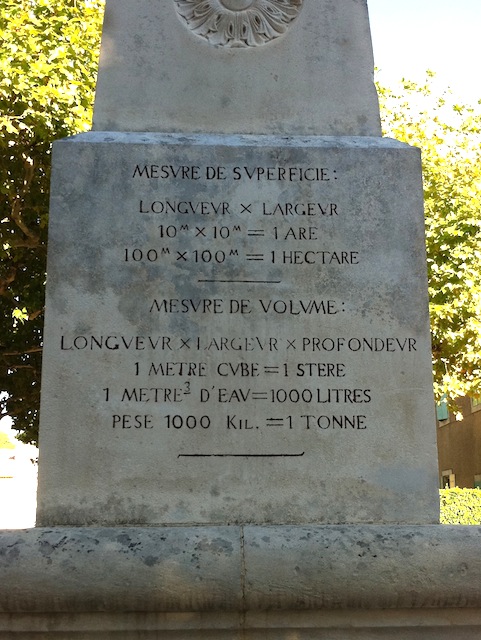 MESVRE DE SVPERFICIE:
LONGVEVR × LARGEVR
10ᴹ × 10ᴹ = 1 ARE
100ᴹ × 100ᴹ = 1 HECTARE
MESVRE DE VOLVME:
LONGVEVR × LARGEVR × PROFONDEVR
1 METRE CVBE = 1 STERE
1 METRE³ D'EAV = 1000 LITRES
PESE 1000 KIL. = 1 TONNE